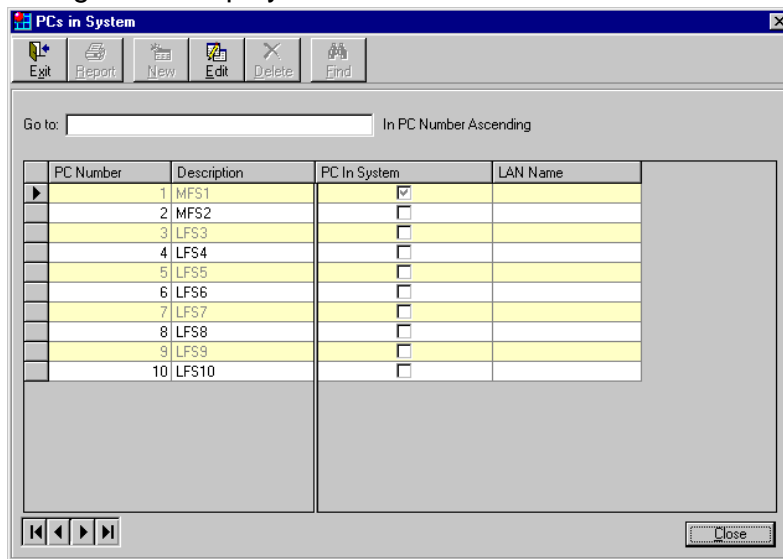 PCs in System
Exit Report New Edit Delete Find
Go to: In PC Number Ascending
PC Number Description PC In System LAN Name
1 MFS1
2 MFS2
3 LFS3
4 LFS4
5 LFS5
6 LFS6
7 LFS7
8 LFS8
9 LFS9
10 LFS10
Close